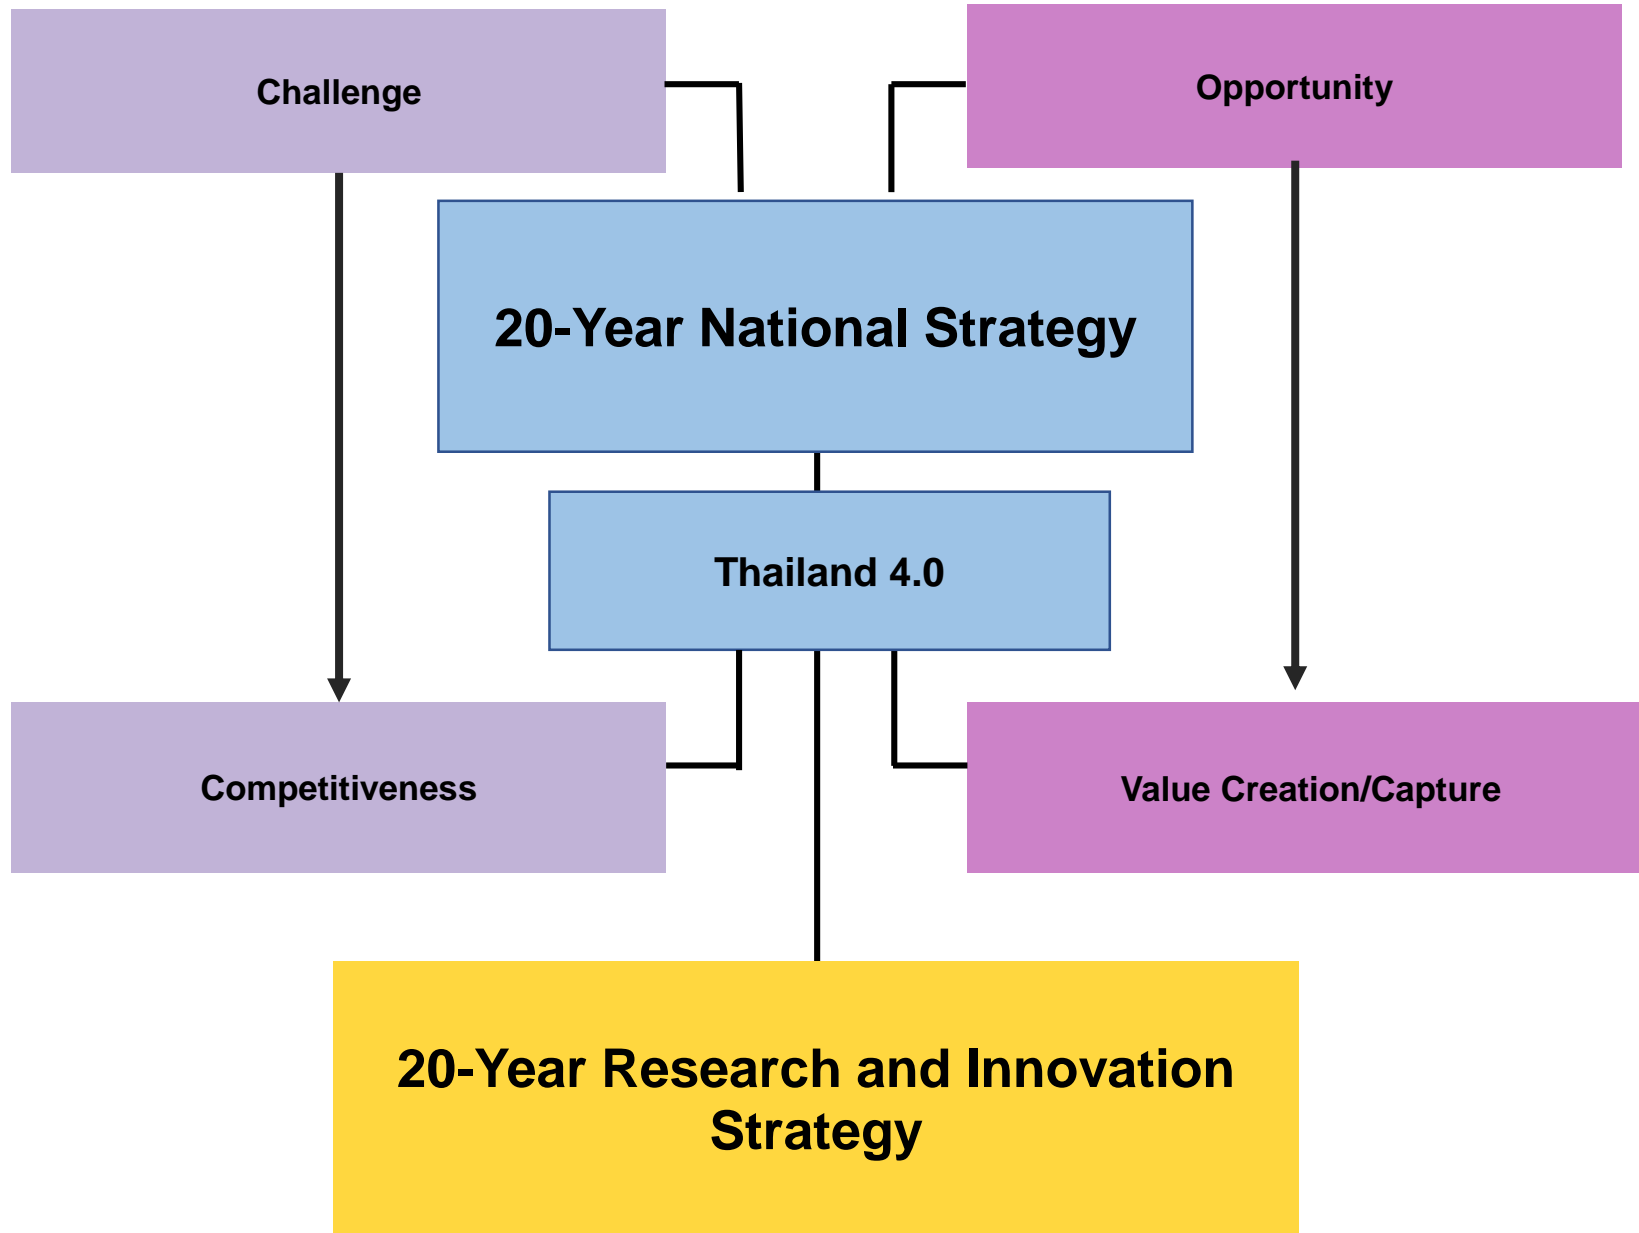 Challenge
Opportunity
20-Year National Strategy
Thailand 4.0
Competitiveness
Value Creation/Capture
20-Year Research and Innovation
Strategy